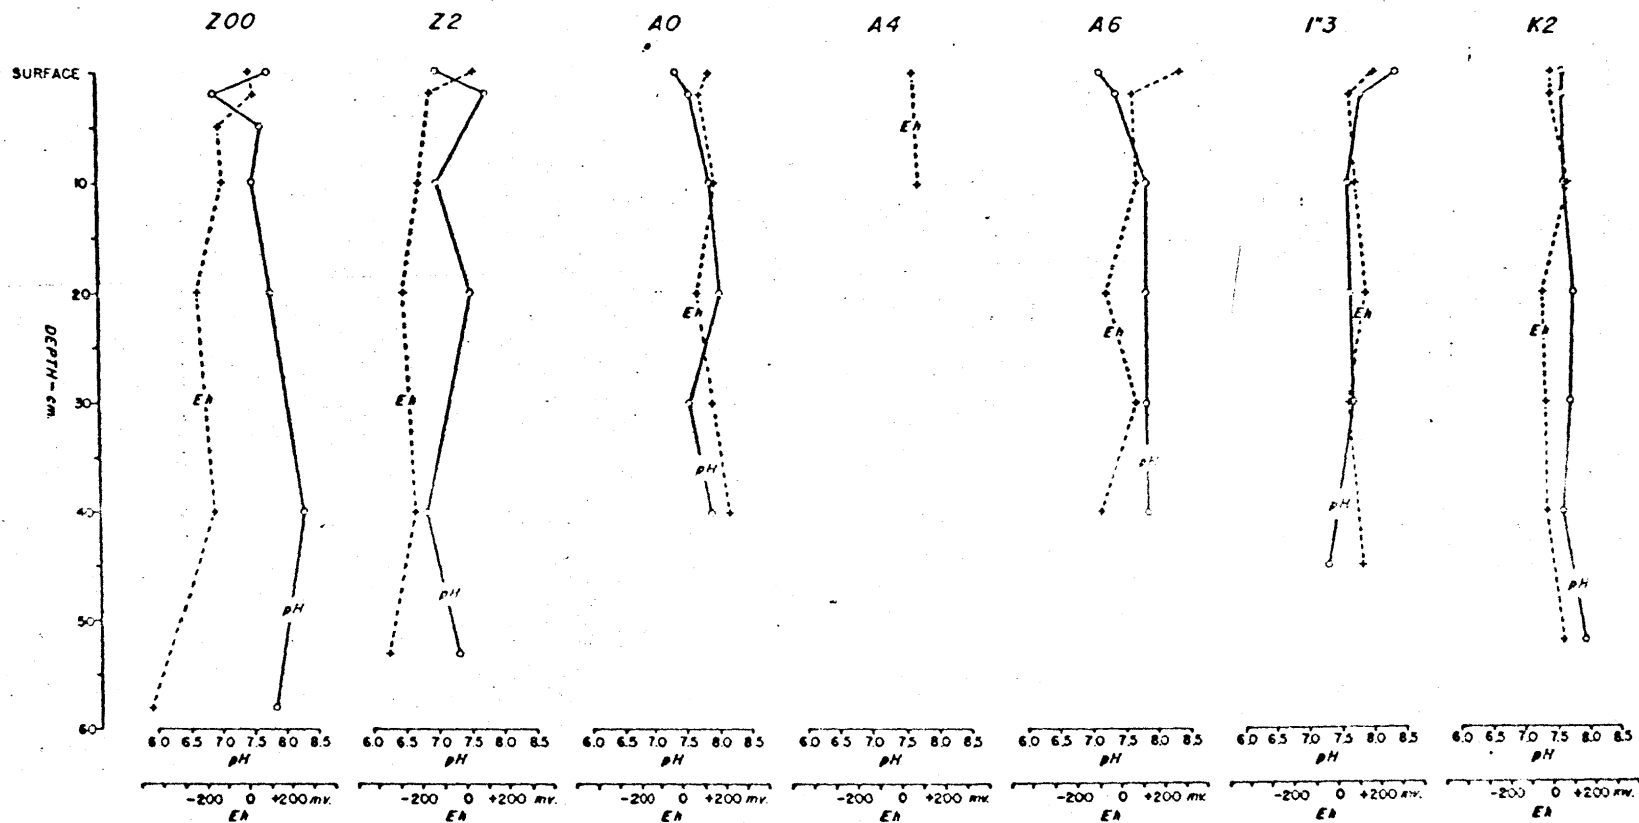 Z00 Z2 A0 A4 A6 I"3 K2
SURFACE
Eh
10
20
Eh Eh
Eh Eh
DEPTH-cm.
30
Eh Eh
pH pH
40
pH
pH pH
pH
50
60
6.0 6.5 7.0 7.5 8.0 8.5 6.0 6.5 7.0 7.5 8.0 8.5 6.0 6.5 7.0 7.5 8.0 8.5 6.0 6.5 7.0 7.5 8.0 8.5 6.0 6.5 7.0 7.5 8.0 8.5 6.0 6.5 7.0 7.5 8.0 8.5 6.0 6.5 7.0 7.5 8.0 8.5
pH pH pH pH pH pH pH
-200 0 +200 mv. -200 0 +200 mv. -200 0 +200 mv. -200 0 +200 mv. -200 0 +200 mv. -200 0 +200 mv. -200 0 +200 mv.
Eh Eh Eh Eh Eh Eh Eh